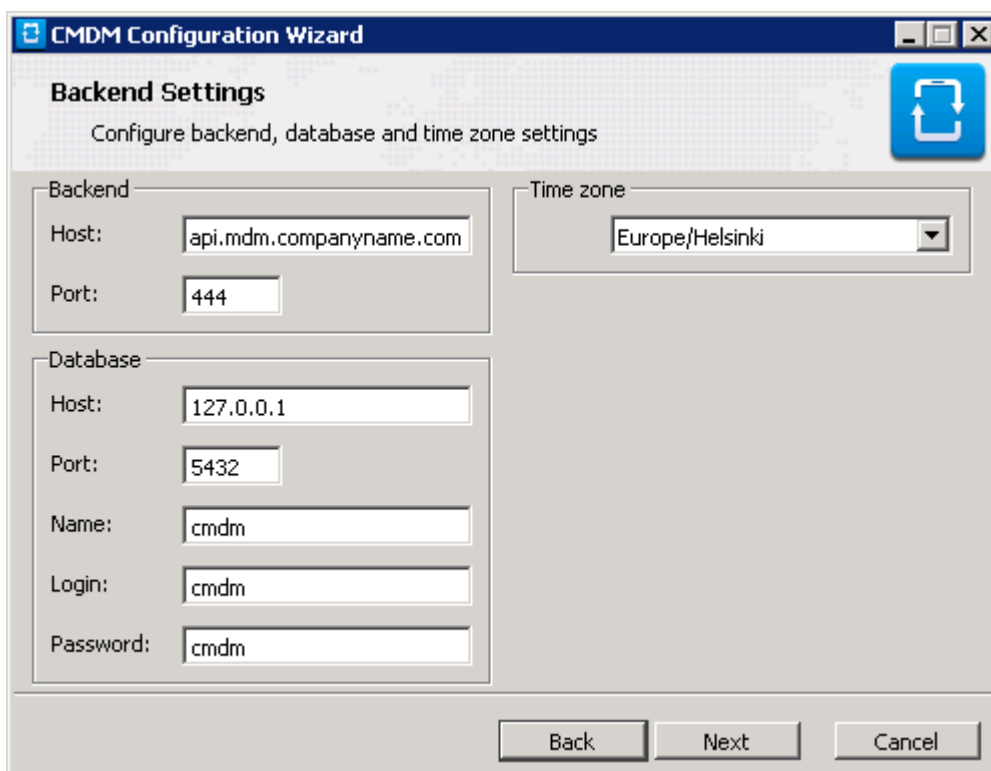 CMDM Configuration Wizard
Backend Settings
Configure backend, database and time zone settings
Backend
Host: api.mdm.companyname.com
Port: 444
Time zone
Europe/Helsinki
Database
Host: 127.0.0.1
Port: 5432
Name: cmdm
Login: cmdm
Password: cmdm
Back Next Cancel